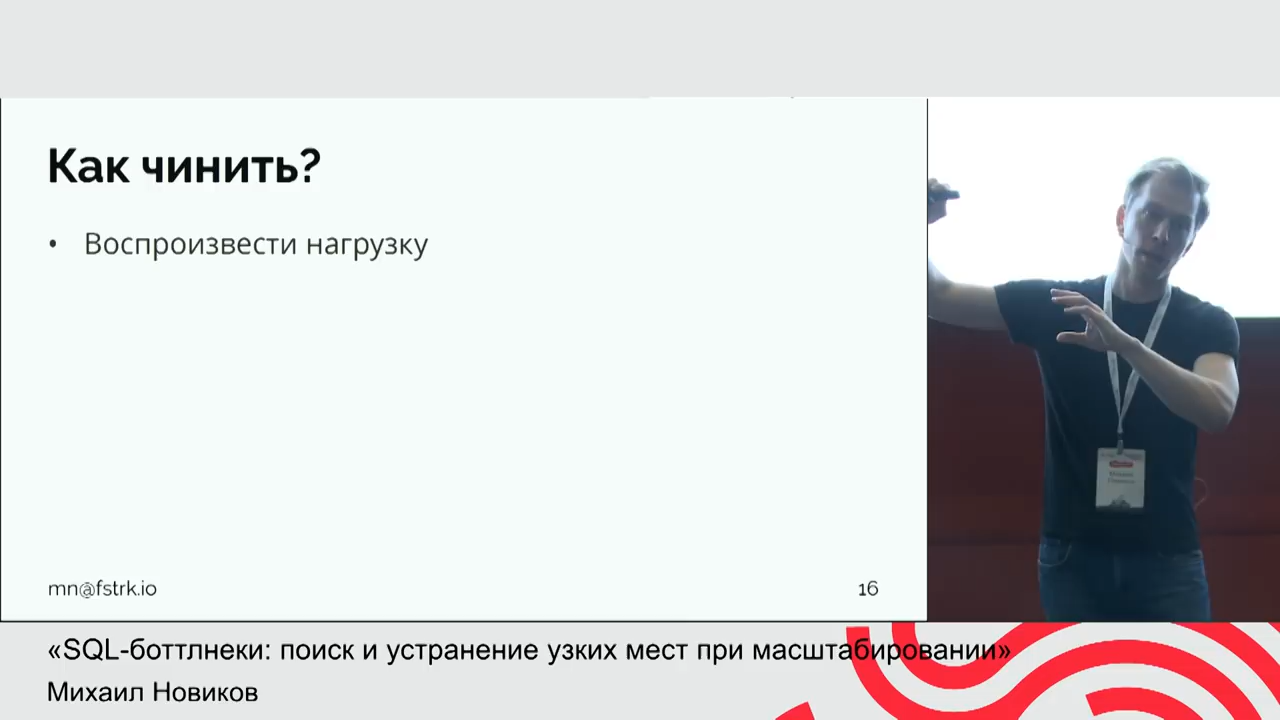 Как чинить?
• Воспроизвести нагрузку
mn@fstrk.io
16
«SQL-боттлнеки: поиск и устранение узких мест при масштабировании»
Михаил Новиков